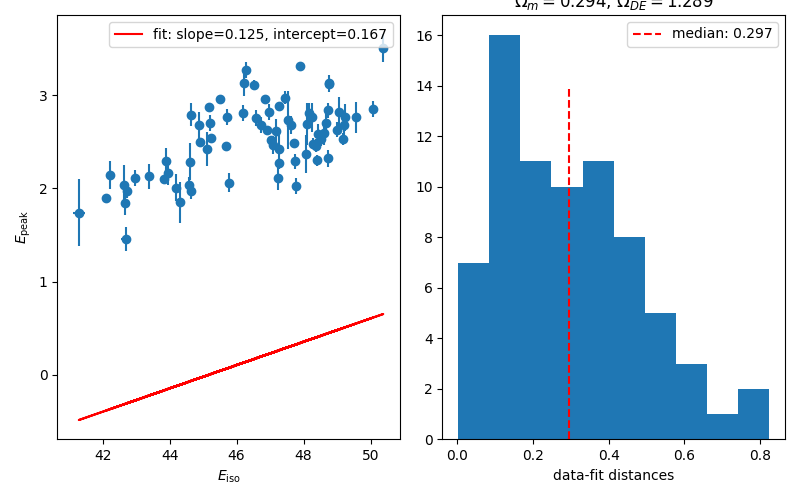 Ω_m = 0.294, Ω_DE = 1.289
fit: slope=0.125, intercept=0.167
median: 0.297
E_peak
3
2
1
0
42 44 46 48 50
E_iso
16
14
12
10
8
6
4
2
0
0.0 0.2 0.4 0.6 0.8
data-fit distances